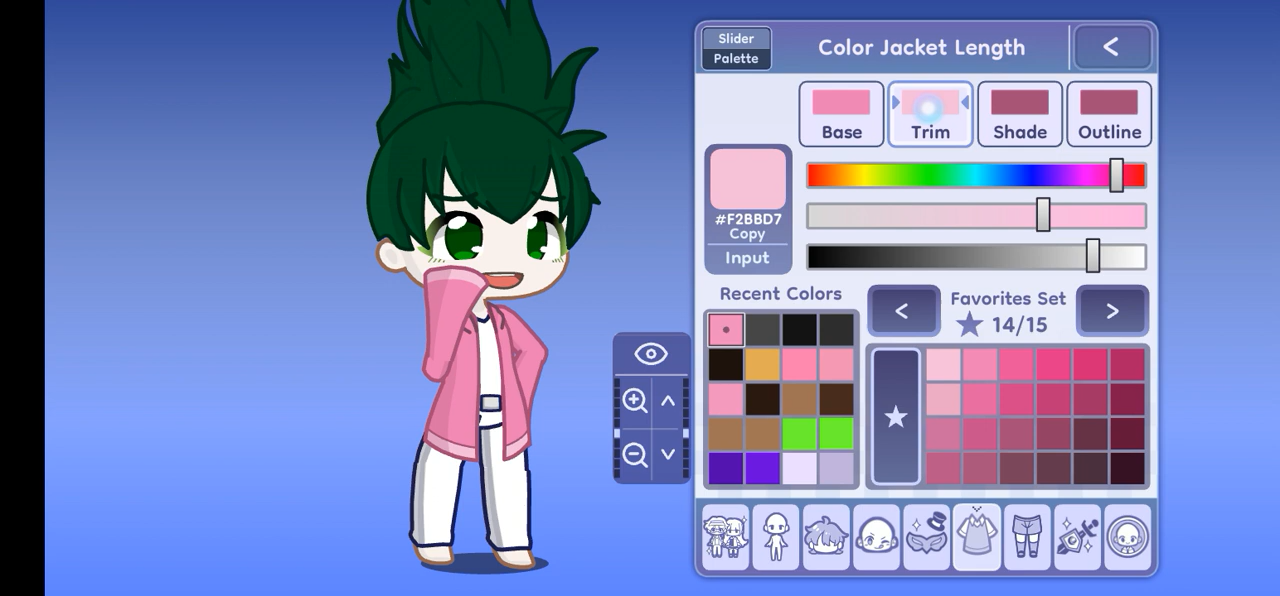 Slider
Palette
Color Jacket Length
<
Base
Trim
Shade
Outline
#F2BBD7
Copy
Input
Recent Colors
<
Favorites Set
14/15
>